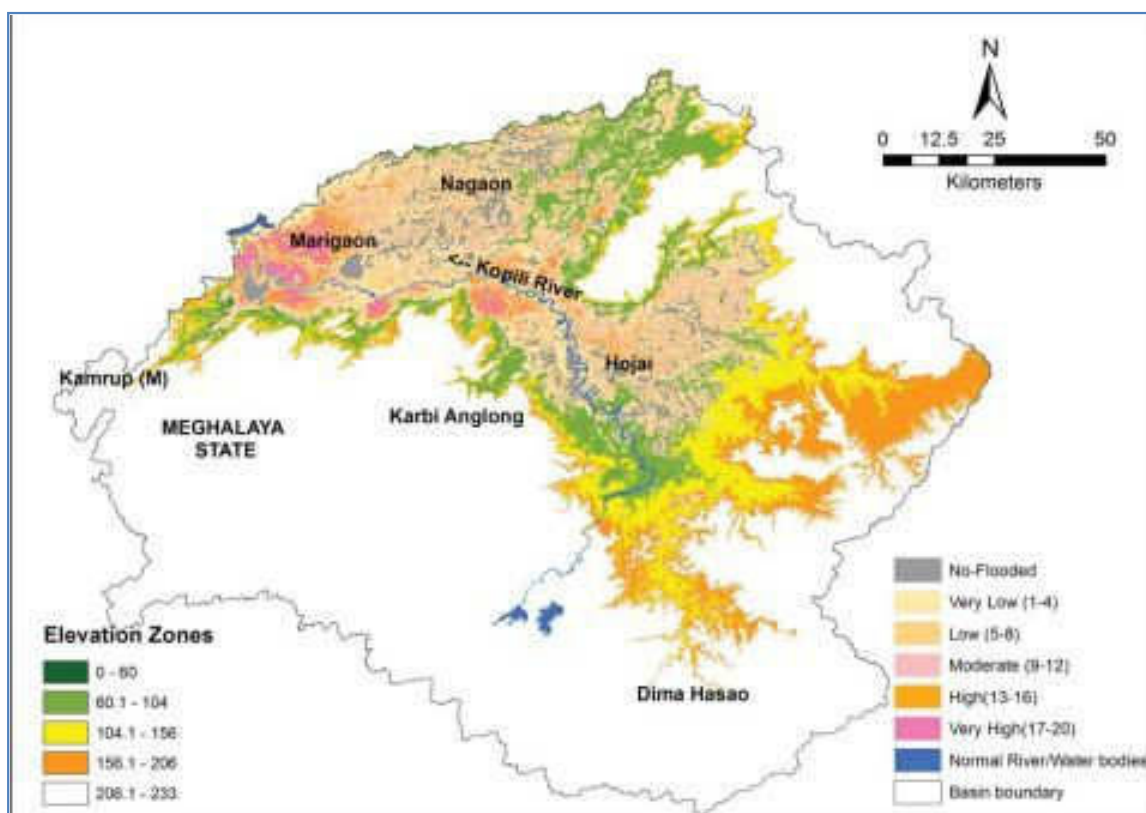 N
0 12.5 25 50
Kilometers
Nagaon
Marigaon
<-- Kopili River
Hojai
Kamrup (M)
Karbi Anglong
MEGHALAYA
STATE
Dima Hasao
Elevation Zones
0 - 60
60.1 - 104
104.1 - 156
156.1 - 206
206.1 - 233
No-Flooded
Very Low (1-4)
Low (5-8)
Moderate (9-12)
High(13-16)
Very High(17-20)
Normal River/Water bodies
Basin boundary